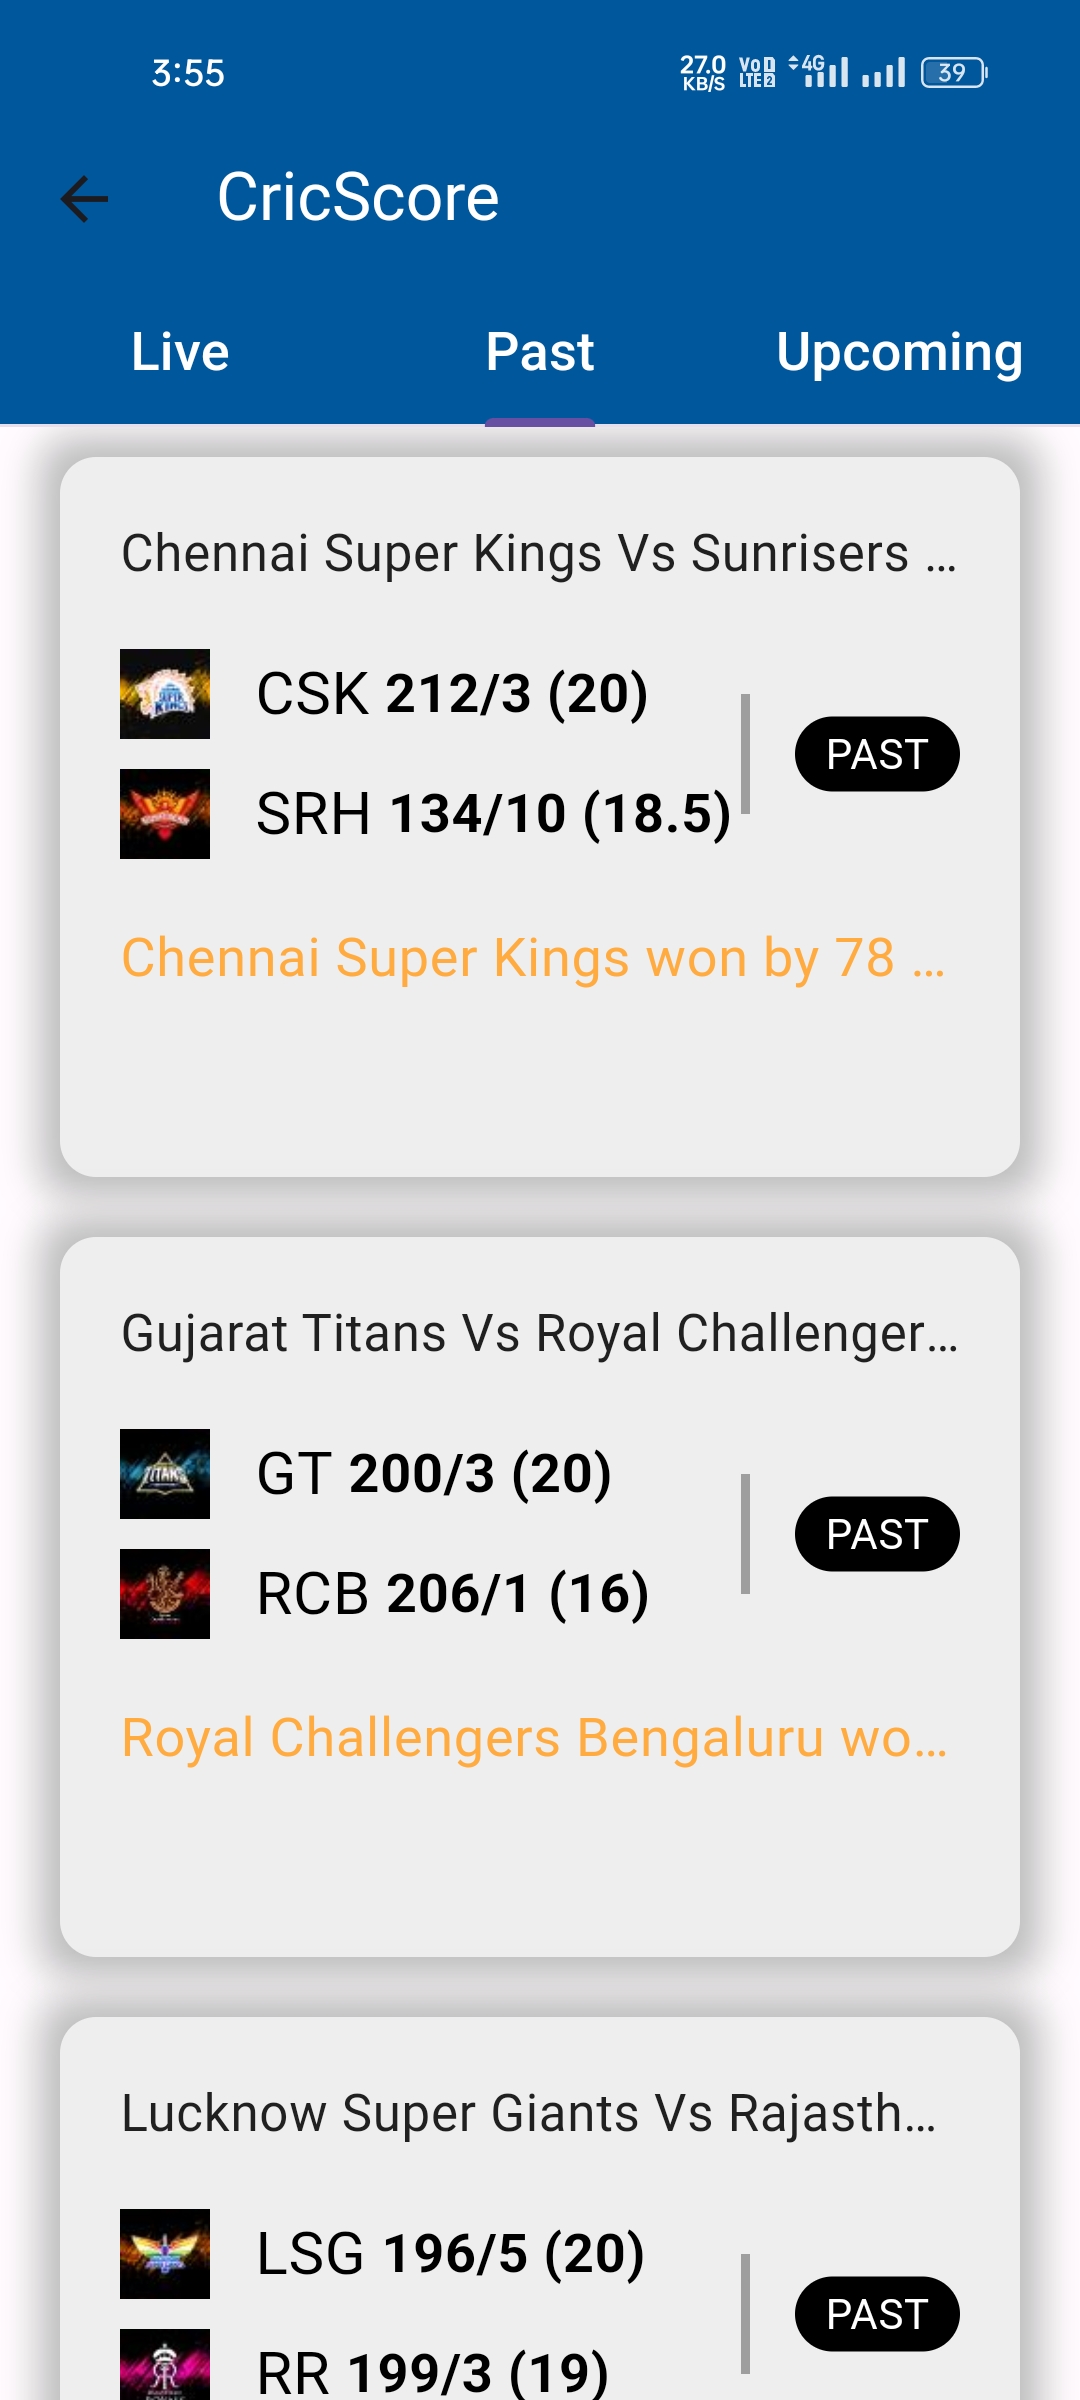 3:55
27.0 KB/S VoD LTE 2 4G 39
CricScore
Live Past Upcoming
Chennai Super Kings Vs Sunrisers ...
CSK 212/3 (20)
PAST
SRH 134/10 (18.5)
Chennai Super Kings won by 78 ...
Gujarat Titans Vs Royal Challenger...
GT 200/3 (20)
PAST
RCB 206/1 (16)
Royal Challengers Bengaluru wo...
Lucknow Super Giants Vs Rajasth...
LSG 196/5 (20)
PAST
RR 199/3 (19)